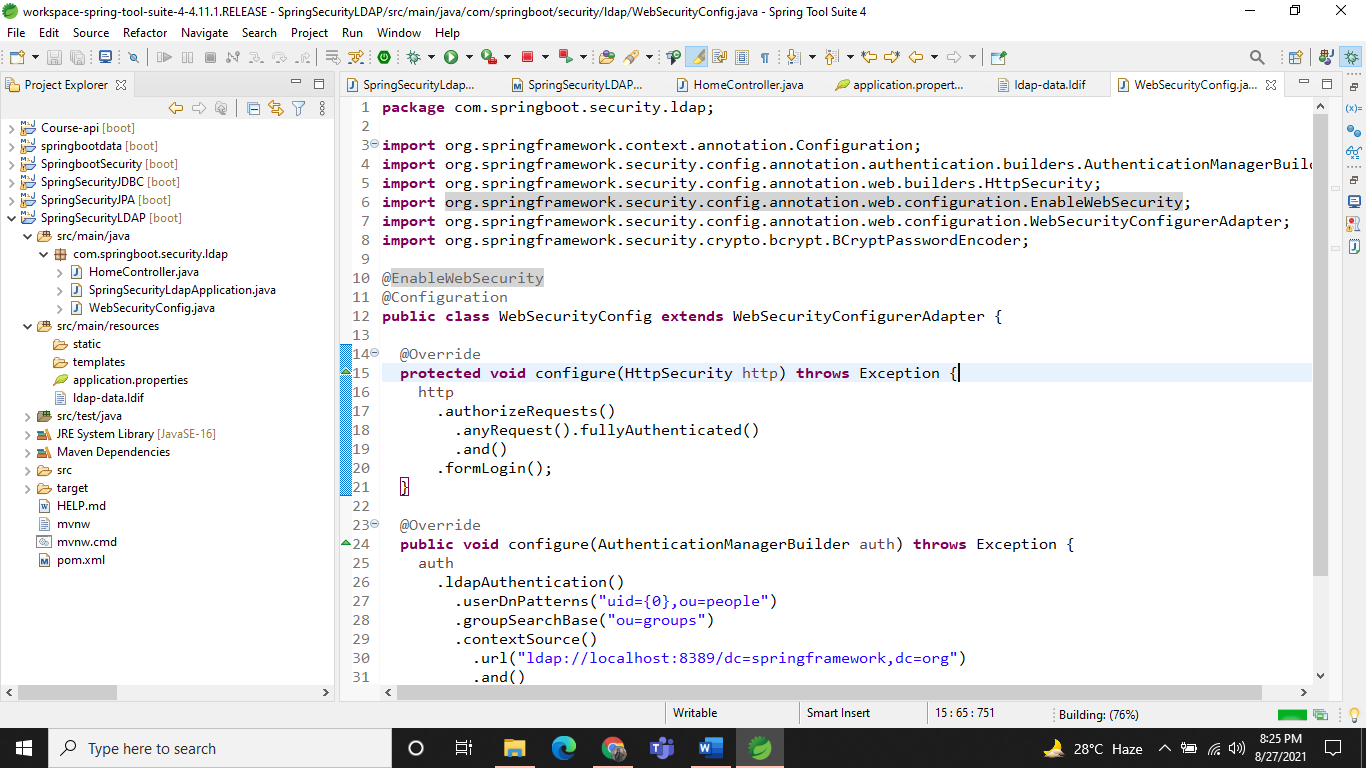 workspace-spring-tool-suite-4-4.11.1.RELEASE - SpringSecurityLDAP/src/main/java/com/springboot/security/ldap/WebSecurityConfig.java - Spring Tool Suite 4
File Edit Source Refactor Navigate Search Project Run Window Help
Project Explorer
Course-api [boot]
springbootdata [boot]
SpringbootSecurity [boot]
SpringSecurityJDBC [boot]
SpringSecurityJPA [boot]
SpringSecurityLDAP [boot]
src/main/java
com.springboot.security.ldap
HomeController.java
SpringSecurityLdapApplication.java
WebSecurityConfig.java
src/main/resources
static
templates
application.properties
ldap-data.ldif
src/test/java
JRE System Library [JavaSE-16]
Maven Dependencies
src
target
HELP.md
mvnw
mvnw.cmd
pom.xml
SpringSecurityLdap... SpringSecurityLDAP... HomeController.java application.propert... ldap-data.ldif WebSecurityConfig.ja...
1 package com.springboot.security.ldap;
2
3 import org.springframework.context.annotation.Configuration;
4 import org.springframework.security.config.annotation.authentication.builders.AuthenticationManagerBuil
5 import org.springframework.security.config.annotation.web.builders.HttpSecurity;
6 import org.springframework.security.config.annotation.web.configuration.EnableWebSecurity;
7 import org.springframework.security.config.annotation.web.configuration.WebSecurityConfigurerAdapter;
8 import org.springframework.security.crypto.bcrypt.BCryptPasswordEncoder;
9
10 @EnableWebSecurity
11 @Configuration
12 public class WebSecurityConfig extends WebSecurityConfigurerAdapter {
13
14 @Override
15 protected void configure(HttpSecurity http) throws Exception {
16 http
17 .authorizeRequests()
18 .anyRequest().fullyAuthenticated()
19 .and()
20 .formLogin();
21 }
22
23 @Override
24 public void configure(AuthenticationManagerBuilder auth) throws Exception {
25 auth
26 .ldapAuthentication()
27 .userDnPatterns("uid={0},ou=people")
28 .groupSearchBase("ou=groups")
29 .contextSource()
30 .url("ldap://localhost:8389/dc=springframework,dc=org")
31 .and()
Writable Smart Insert 15 : 65 : 751 Building: (76%)
Type here to search
28°C Haze
8:25 PM
8/27/2021